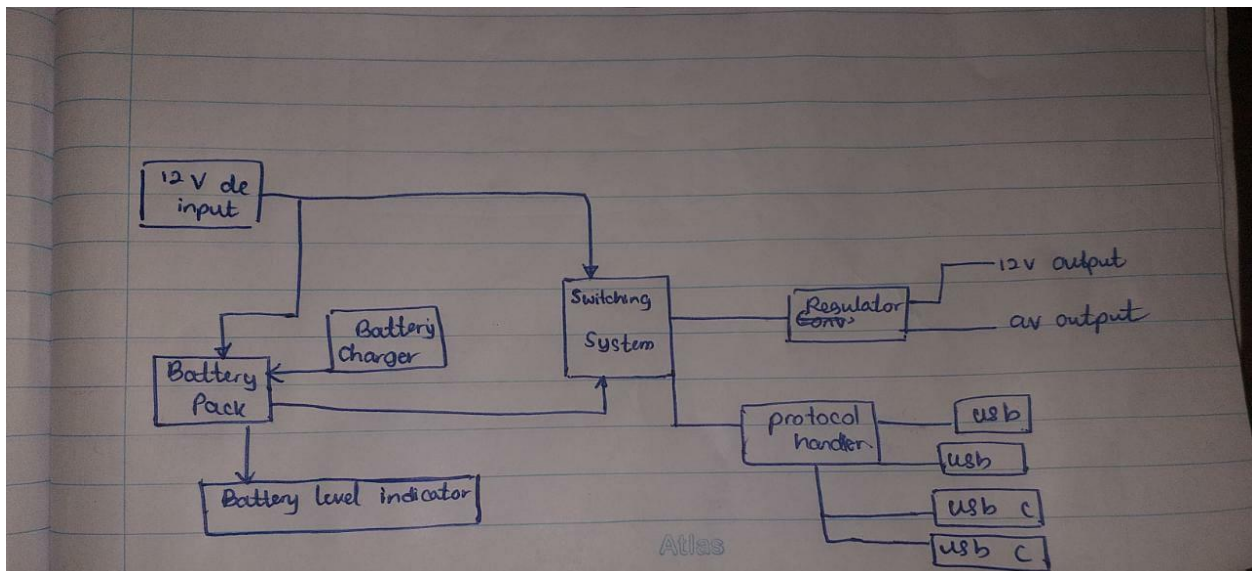 12 V dc
input
Switching
System
Regulator
12V output
9V output
Battery
Charger
Battery
Pack
protocol
handler
usb
usb
usb c
usb c
Battery level indicator
Atlas